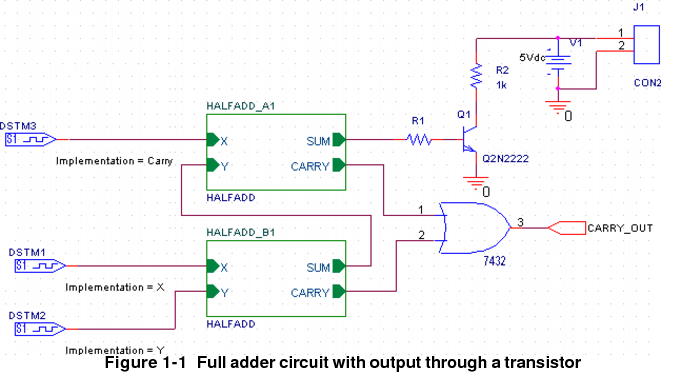 J1
1
2
V1
5Vdc
R2
1k
CON2
HALFADD_A1
0
DSTM3
R1
Q1
S1
X
SUM
Implementation = Carry
Y
CARRY
Q2N2222
HALFADD
0
1
HALFADD_B1
2
3
CARRY_OUT
7432
DSTM1
S1
X
SUM
Implementation = X
Y
CARRY
DSTM2
HALFADD
S1
Implementation = Y
Figure 1-1 Full adder circuit with output through a transistor